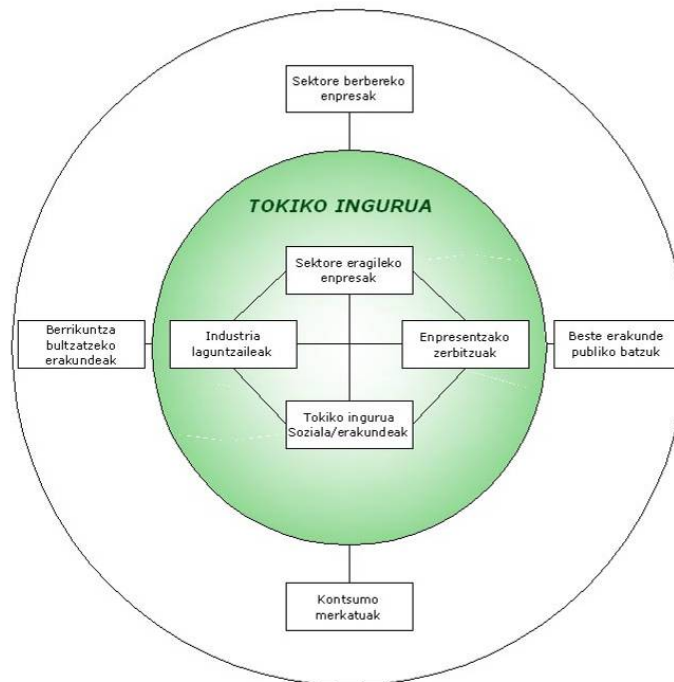 Sektore berbereko
enpresak
TOKIKO INGURUA
Sektore eragileko
enpresak
Berrikuntza
bultzatzeko
erakundeak
Industria
laguntzaileak
Enpresentzako
zerbitzuak
Beste erakunde
publiko batzuk
Tokiko ingurua
Soziala/erakundeak
Kontsumo
merkatuak